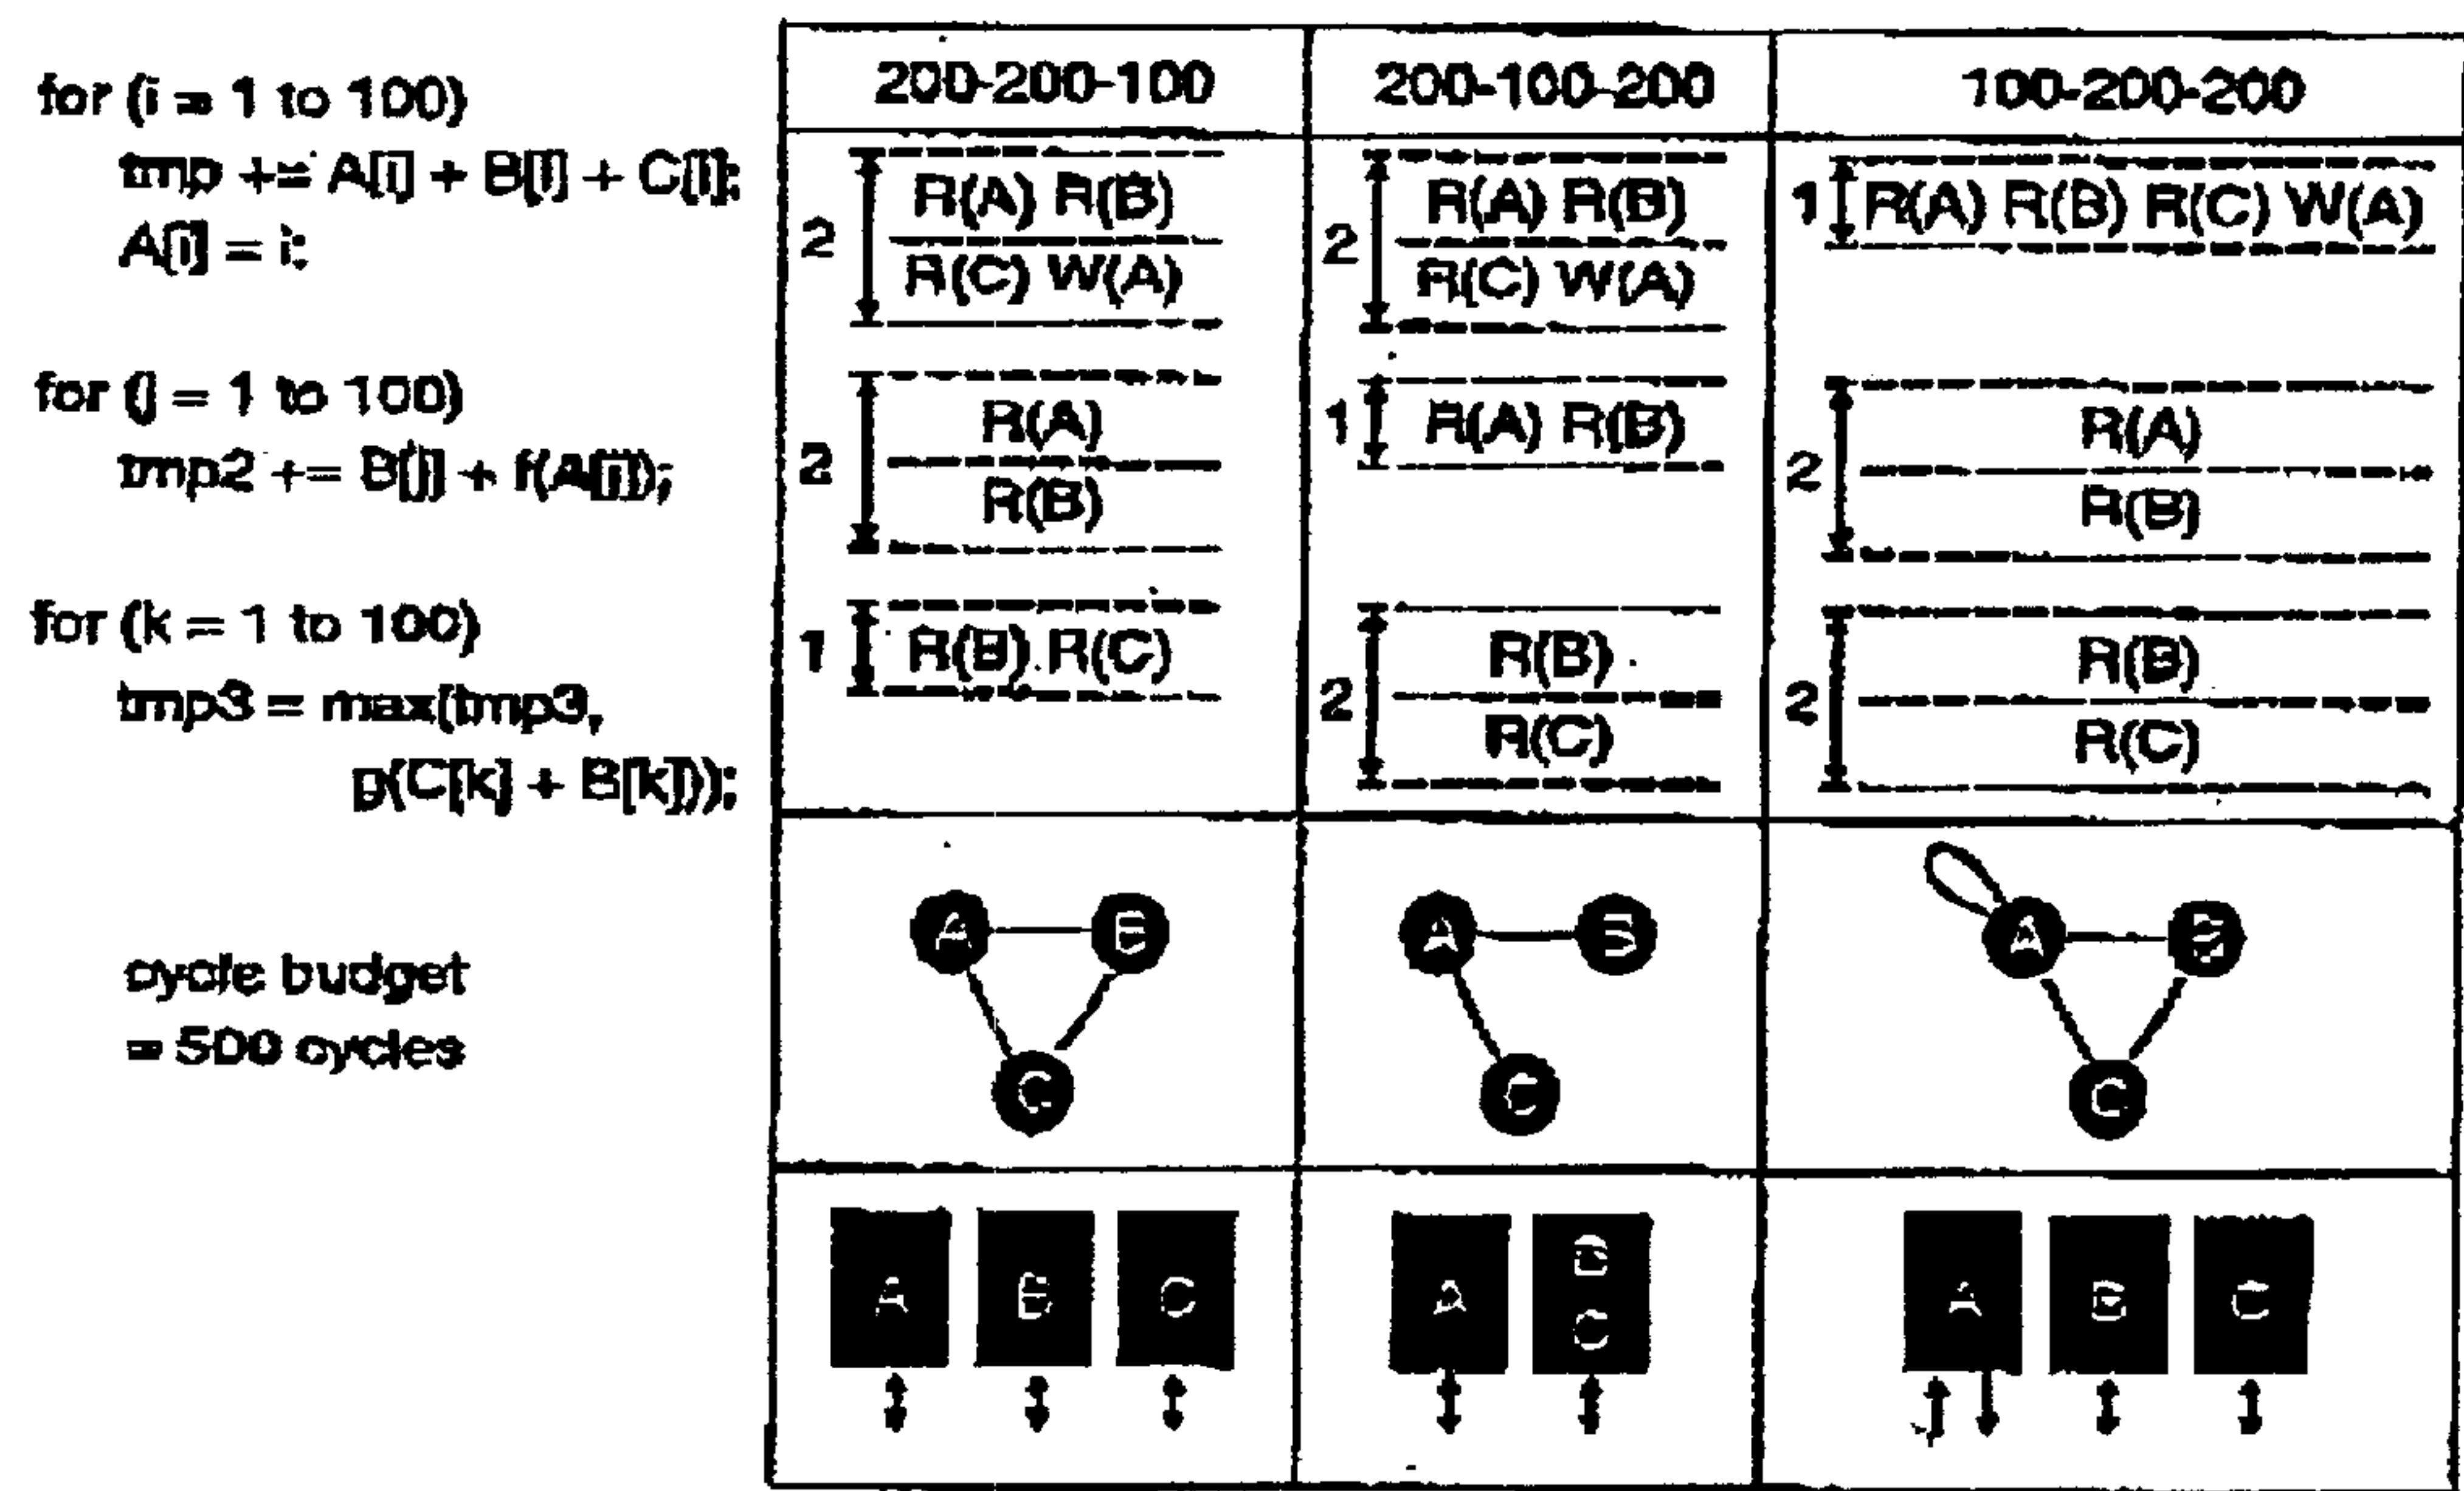 for (i = 1 to 100)
tmp += A[i] + B[i] + C[i];
A[i] = i;
for (j = 1 to 100)
tmp2 += B[j] + f(A[j]);
for (k = 1 to 100)
tmp3 = max(tmp3,
g(C[k] + B[k]));
cycle budget
= 500 cycles
200-200-100
2
R(A) R(B)
R(C) W(A)
2
R(A)
R(B)
1
R(B) R(C)
A
B
C
A
B
C
200-100-200
2
R(A) R(B)
R(C) W(A)
1
R(A) R(B)
2
R(B)
R(C)
A
B
C
A
B
C
100-200-200
1
R(A) R(B) R(C) W(A)
2
R(A)
R(B)
2
R(B)
R(C)
A
B
C
A
B
C